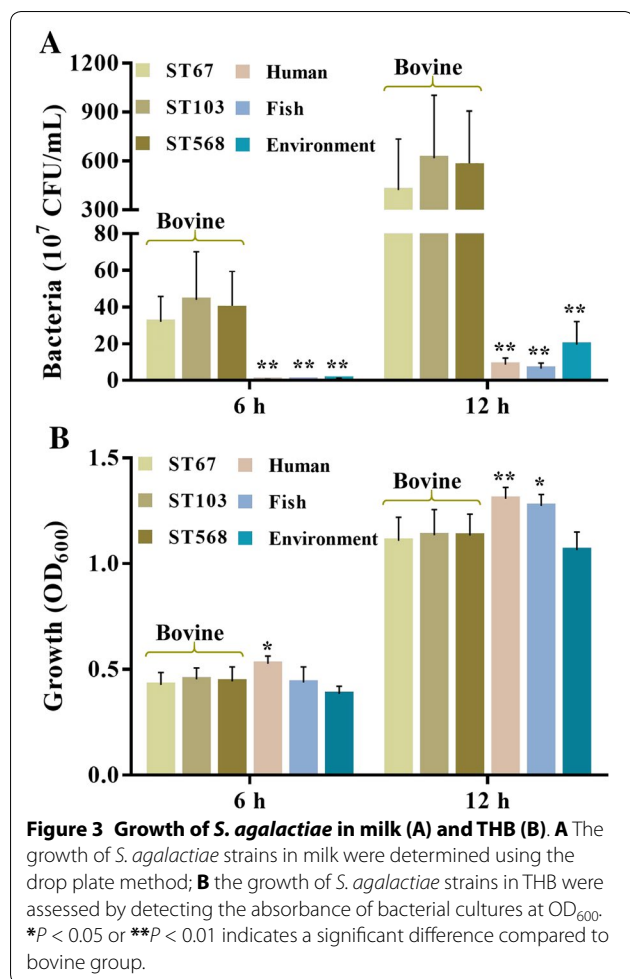 A
Bacteria (10⁷ CFU/mL)
1200
900
600
300
80
60
40
20
0
ST67 Human
ST103 Fish
ST568 Environment
Bovine
Bovine
** ** **
** ** **
6 h 12 h
B
Growth (OD₆₀₀)
1.5
1.0
0.5
0.0
ST67 Human
ST103 Fish
ST568 Environment
Bovine
Bovine
*
** *
6 h 12 h
Figure 3 Growth of S. agalactiae in milk (A) and THB (B). A The
growth of S. agalactiae strains in milk were determined using the
drop plate method; B the growth of S. agalactiae strains in THB were
assessed by detecting the absorbance of bacterial cultures at OD₆₀₀.
*P < 0.05 or **P < 0.01 indicates a significant difference compared to
bovine group.